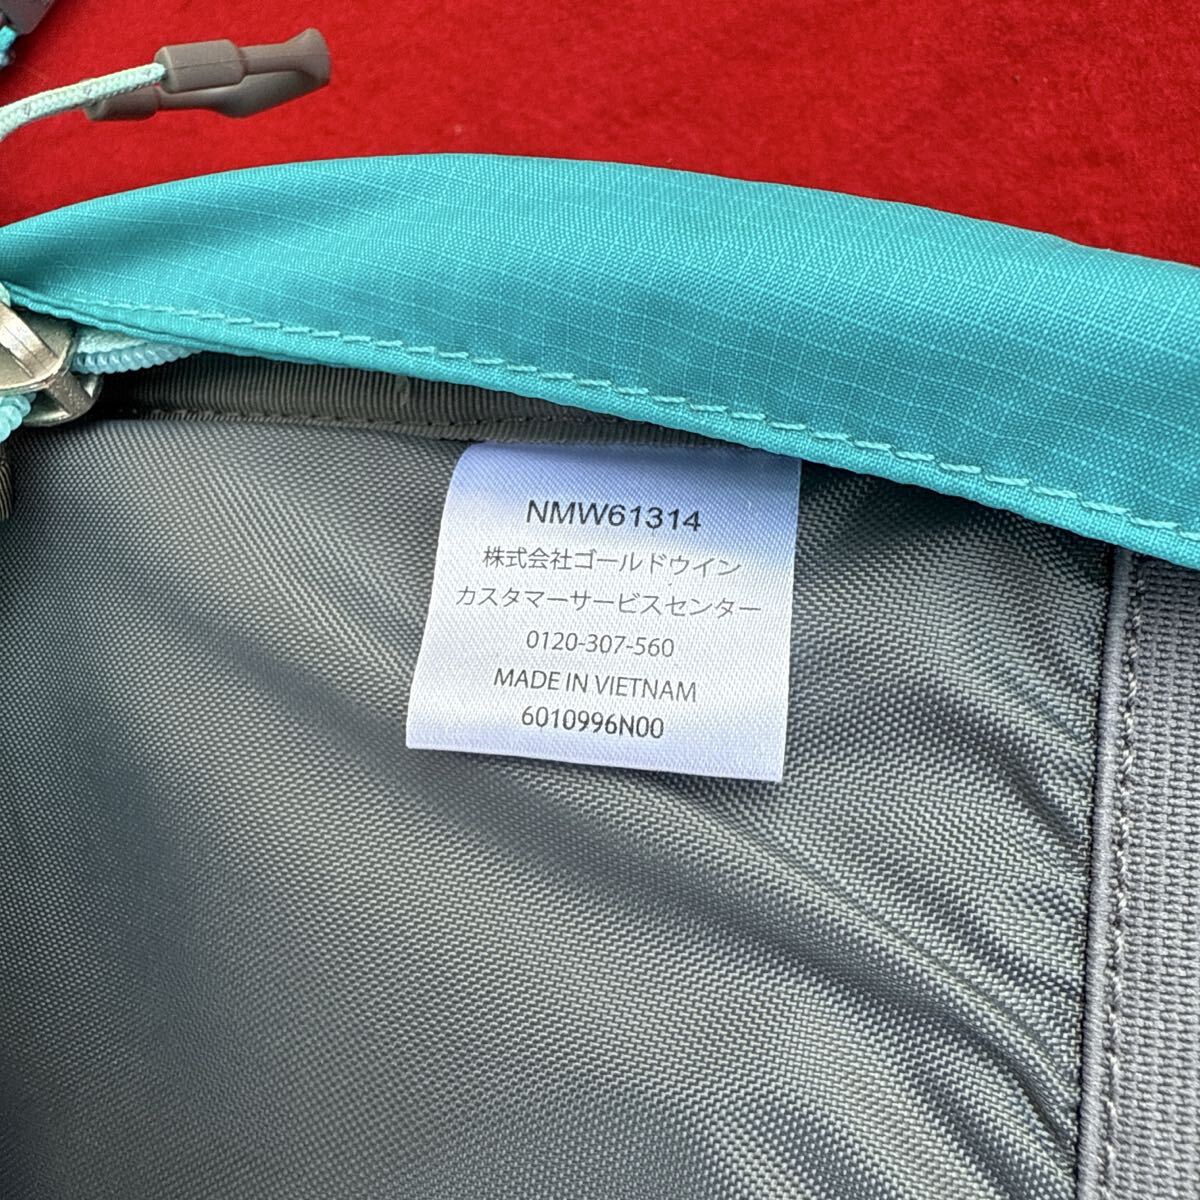 NMW61314
株式会社ゴールドウイン
カスタマーサービスセンター
0120-307-560
MADE IN VIETNAM
6010996N00